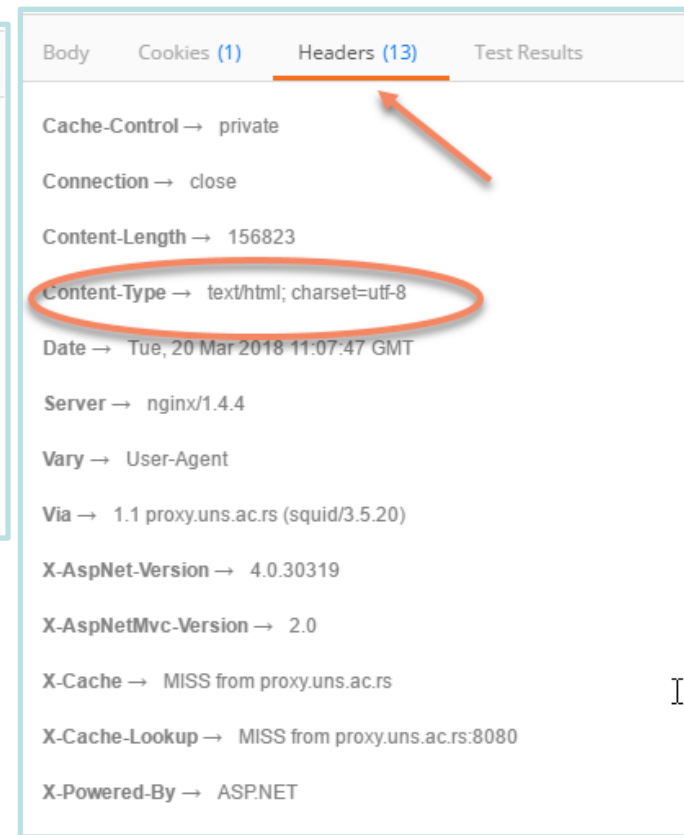 Body Cookies (1) Headers (13) Test Results
Cache-Control → private
Connection → close
Content-Length → 156823
Content-Type → text/html; charset=utf-8
Date → Tue, 20 Mar 2018 11:07:47 GMT
Server → nginx/1.4.4
Vary → User-Agent
Via → 1.1 proxy.uns.ac.rs (squid/3.5.20)
X-AspNet-Version → 4.0.30319
X-AspNetMvc-Version → 2.0
X-Cache → MISS from proxy.uns.ac.rs
X-Cache-Lookup → MISS from proxy.uns.ac.rs:8080
X-Powered-By → ASP.NET